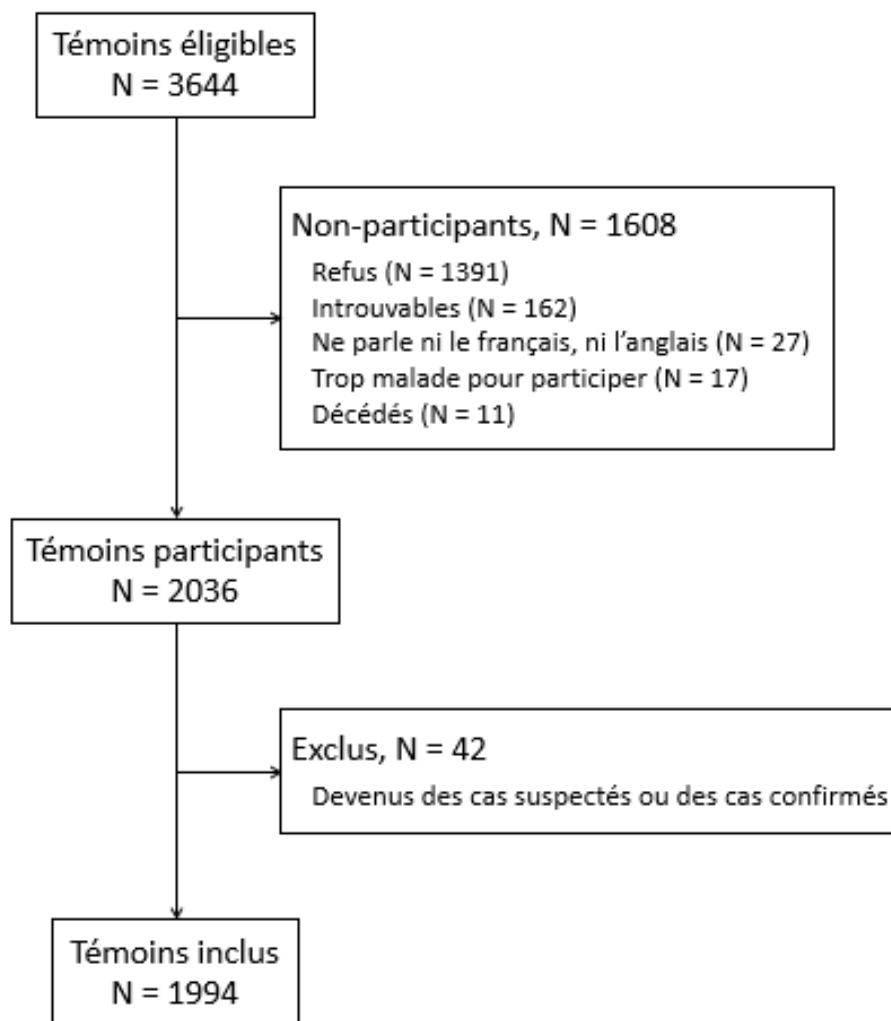 Témoins éligibles
N = 3644
Non-participants, N = 1608
Refus (N = 1391)
Introuvables (N = 162)
Ne parle ni le français, ni l’anglais (N = 27)
Trop malade pour participer (N = 17)
Décédés (N = 11)
Témoins participants
N = 2036
Exclus, N = 42
Devenus des cas suspectés ou des cas confirmés
Témoins inclus
N = 1994